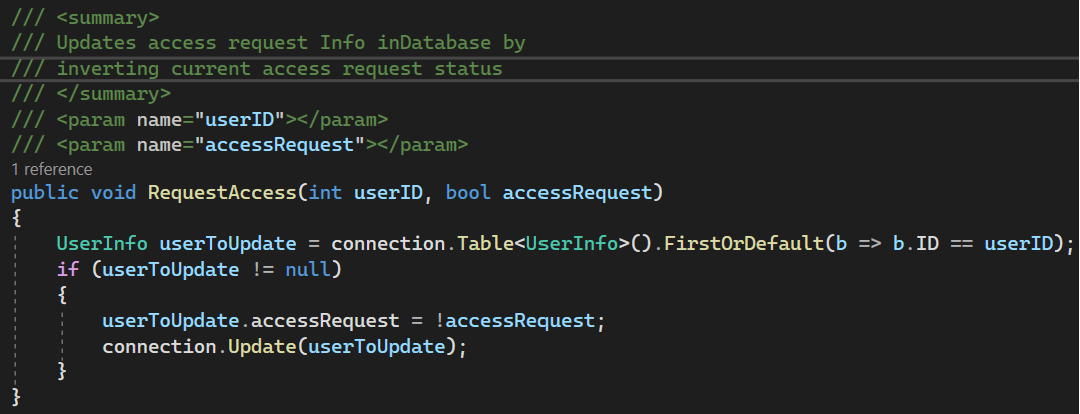 /// <summary>
/// Updates access request Info inDatabase by
/// inverting current access request status
/// </summary>
/// <param name="userID"></param>
/// <param name="accessRequest"></param>
1 reference
public void RequestAccess(int userID, bool accessRequest)
{
    UserInfo userToUpdate = connection.Table<UserInfo>().FirstOrDefault(b => b.ID == userID);
    if (userToUpdate != null)
    {
        userToUpdate.accessRequest = !accessRequest;
        connection.Update(userToUpdate);
    }
}